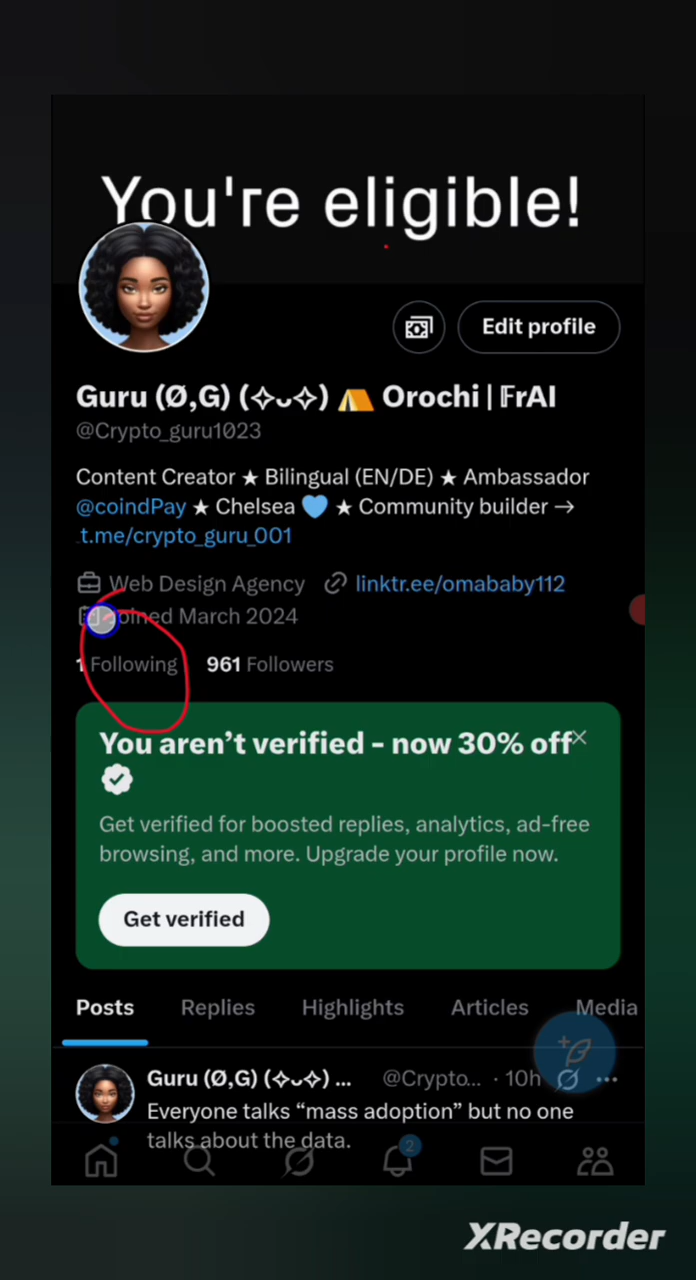 You're eligible!
Edit profile
Guru (Ø,G) (✧ᴗ✧) ⛺ Orochi | 𝔽rAI
@Crypto_guru1023
Content Creator ★ Bilingual (EN/DE) ★ Ambassador
@coindPay ★ Chelsea 🩵 ★ Community builder →
t.me/crypto_guru_001
Web Design Agency linktr.ee/omababy112
Joined March 2024
1 Following 961 Followers
You aren’t verified – now 30% off
Get verified for boosted replies, analytics, ad-free
browsing, and more. Upgrade your profile now.
Get verified
Posts Replies Highlights Articles Media
Guru (Ø,G) (✧ᴗ✧) ... @Crypto... · 10h
Everyone talks “mass adoption” but no one
talks about the data.
2
XRecorder